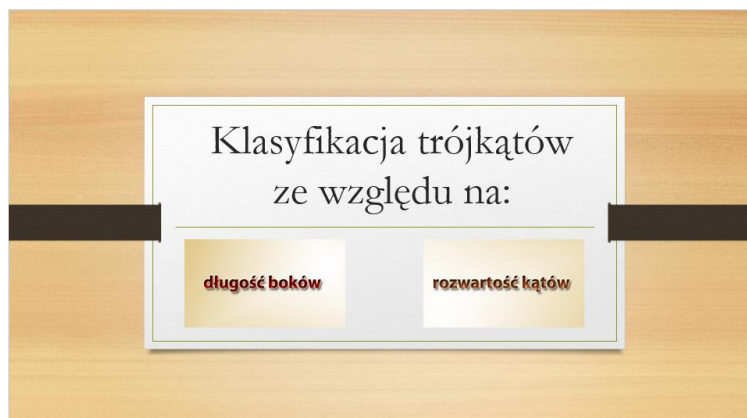 Klasyfikacja trójkątów
ze względu na:
długość boków
rozwartość kątów